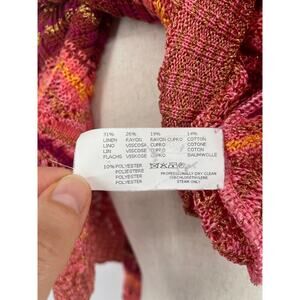 31% 26% 19% 14%
LINEN RAYON RAYON CUPRO COTTON
LINO VISCOSA CUPRO COTONE
LIN VISCOSE CUPRO COTON
FLACHS VISKOSE CUPRO BAUMWOLLE
10% POLYESTER
POLIESTERE
POLYESTER
POLYESTER
PROFESSIONALLY DRY CLEAN
STEAM ONLY